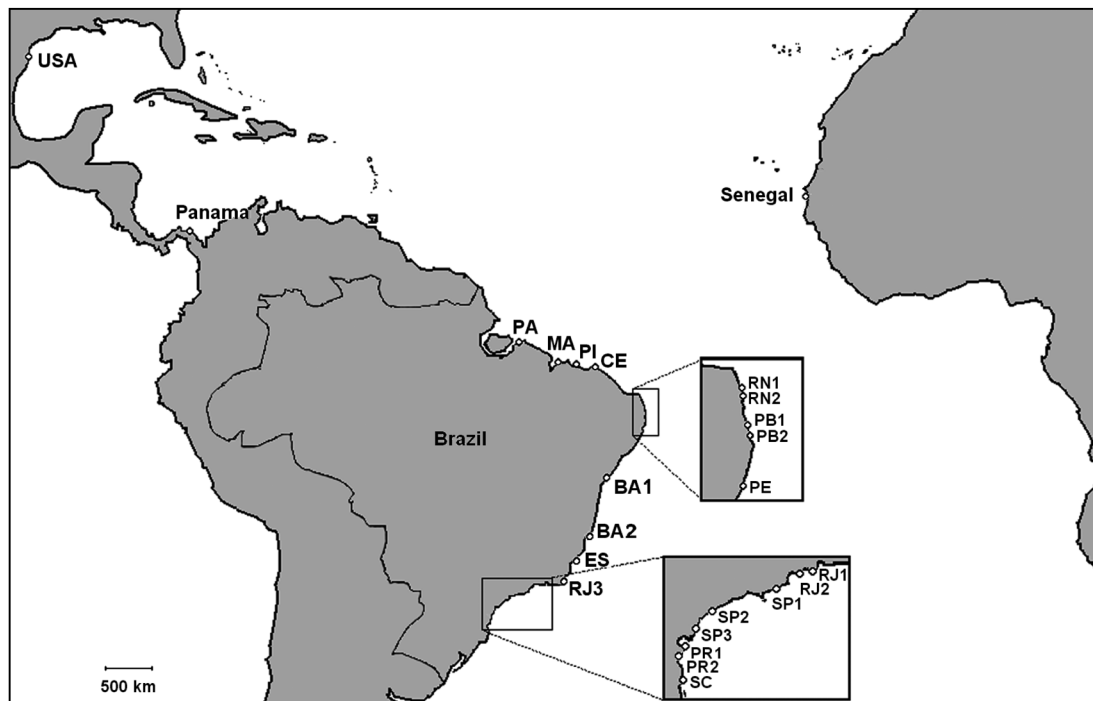 USA
Senegal
Panama
PA
MA
PI
CE
RN1
RN2
PB1
PB2
PE
Brazil
BA1
BA2
ES
RJ3
RJ1
RJ2
SP1
SP2
SP3
PR1
PR2
SC
500 km